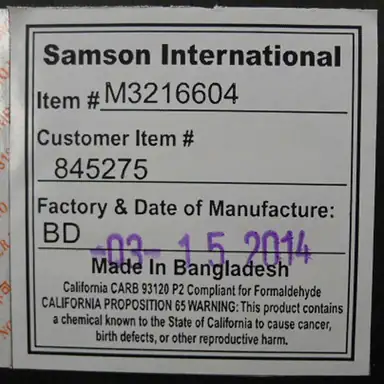 Samson International
Item # M3216604
Customer Item #
845275
Factory & Date of Manufacture:
BD -03- 15 2014
Made In Bangladesh
California CARB 93120 P2 Compliant for Formaldehyde
CALIFORNIA PROPOSITION 65 WARNING: This product contains
a chemical known to the State of California to cause cancer,
birth defects, or other reproductive harm.